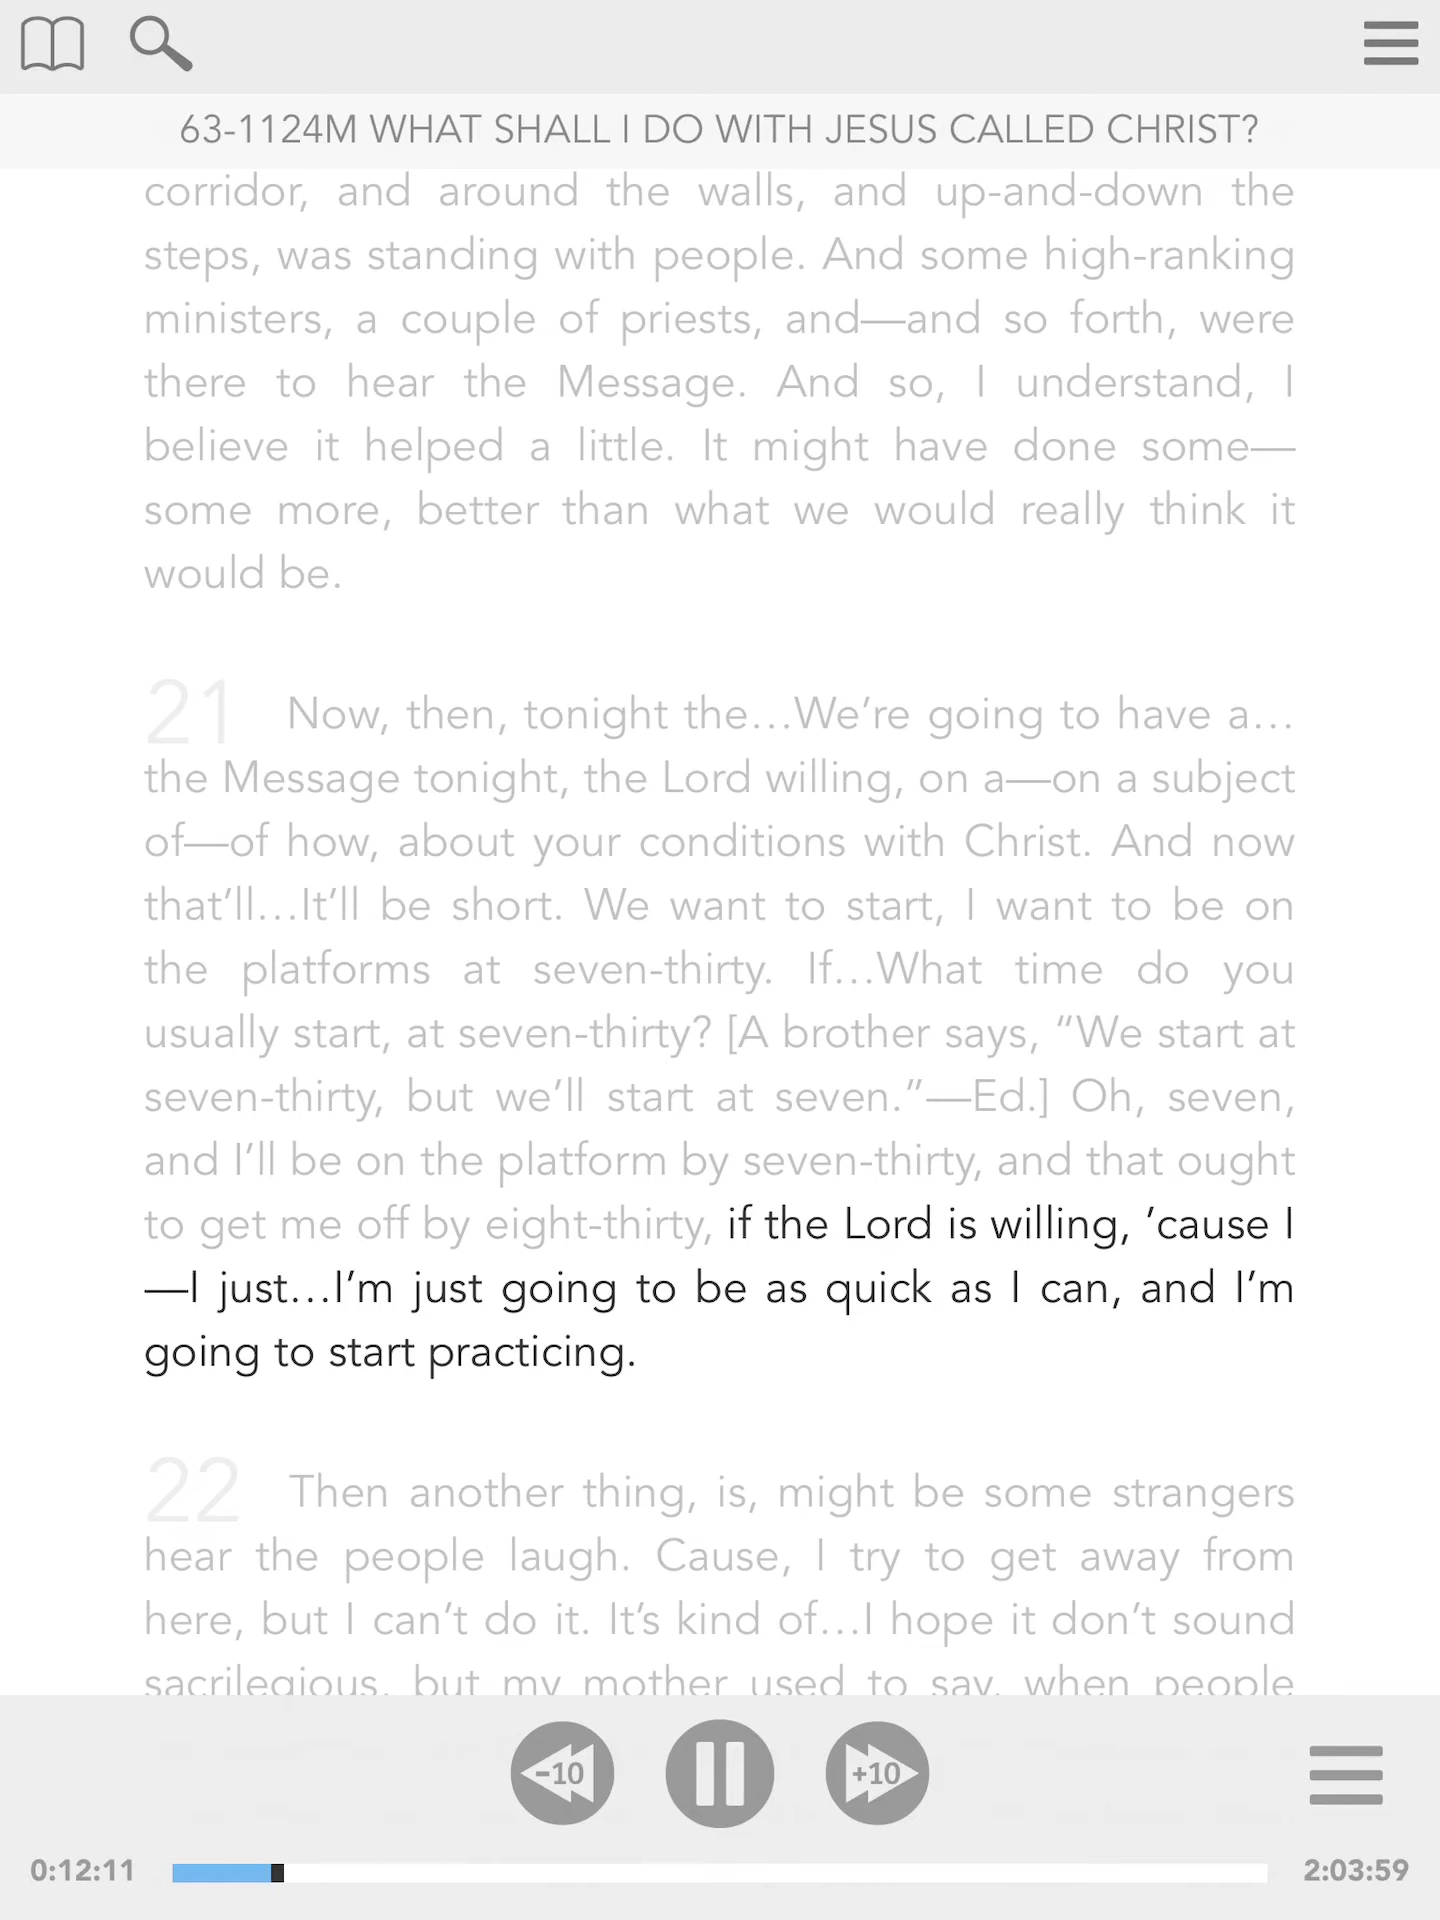 63-1124M WHAT SHALL I DO WITH JESUS CALLED CHRIST?
corridor, and around the walls, and up-and-down the
steps, was standing with people. And some high-ranking
ministers, a couple of priests, and—and so forth, were
there to hear the Message. And so, I understand, I
believe it helped a little. It might have done some—
some more, better than what we would really think it
would be.
21 Now, then, tonight the…We’re going to have a…
the Message tonight, the Lord willing, on a—on a subject
of—of how, about your conditions with Christ. And now
that’ll…It’ll be short. We want to start, I want to be on
the platforms at seven-thirty. If…What time do you
usually start, at seven-thirty? [A brother says, “We start at
seven-thirty, but we’ll start at seven.”—Ed.] Oh, seven,
and I’ll be on the platform by seven-thirty, and that ought
to get me off by eight-thirty, if the Lord is willing, ’cause I
—I just…I’m just going to be as quick as I can, and I’m
going to start practicing.
22 Then another thing, is, might be some strangers
hear the people laugh. Cause, I try to get away from
here, but I can’t do it. It’s kind of…I hope it don’t sound
sacrilegious, but my mother used to say, when people
-10 +10
0:12:11 2:03:59